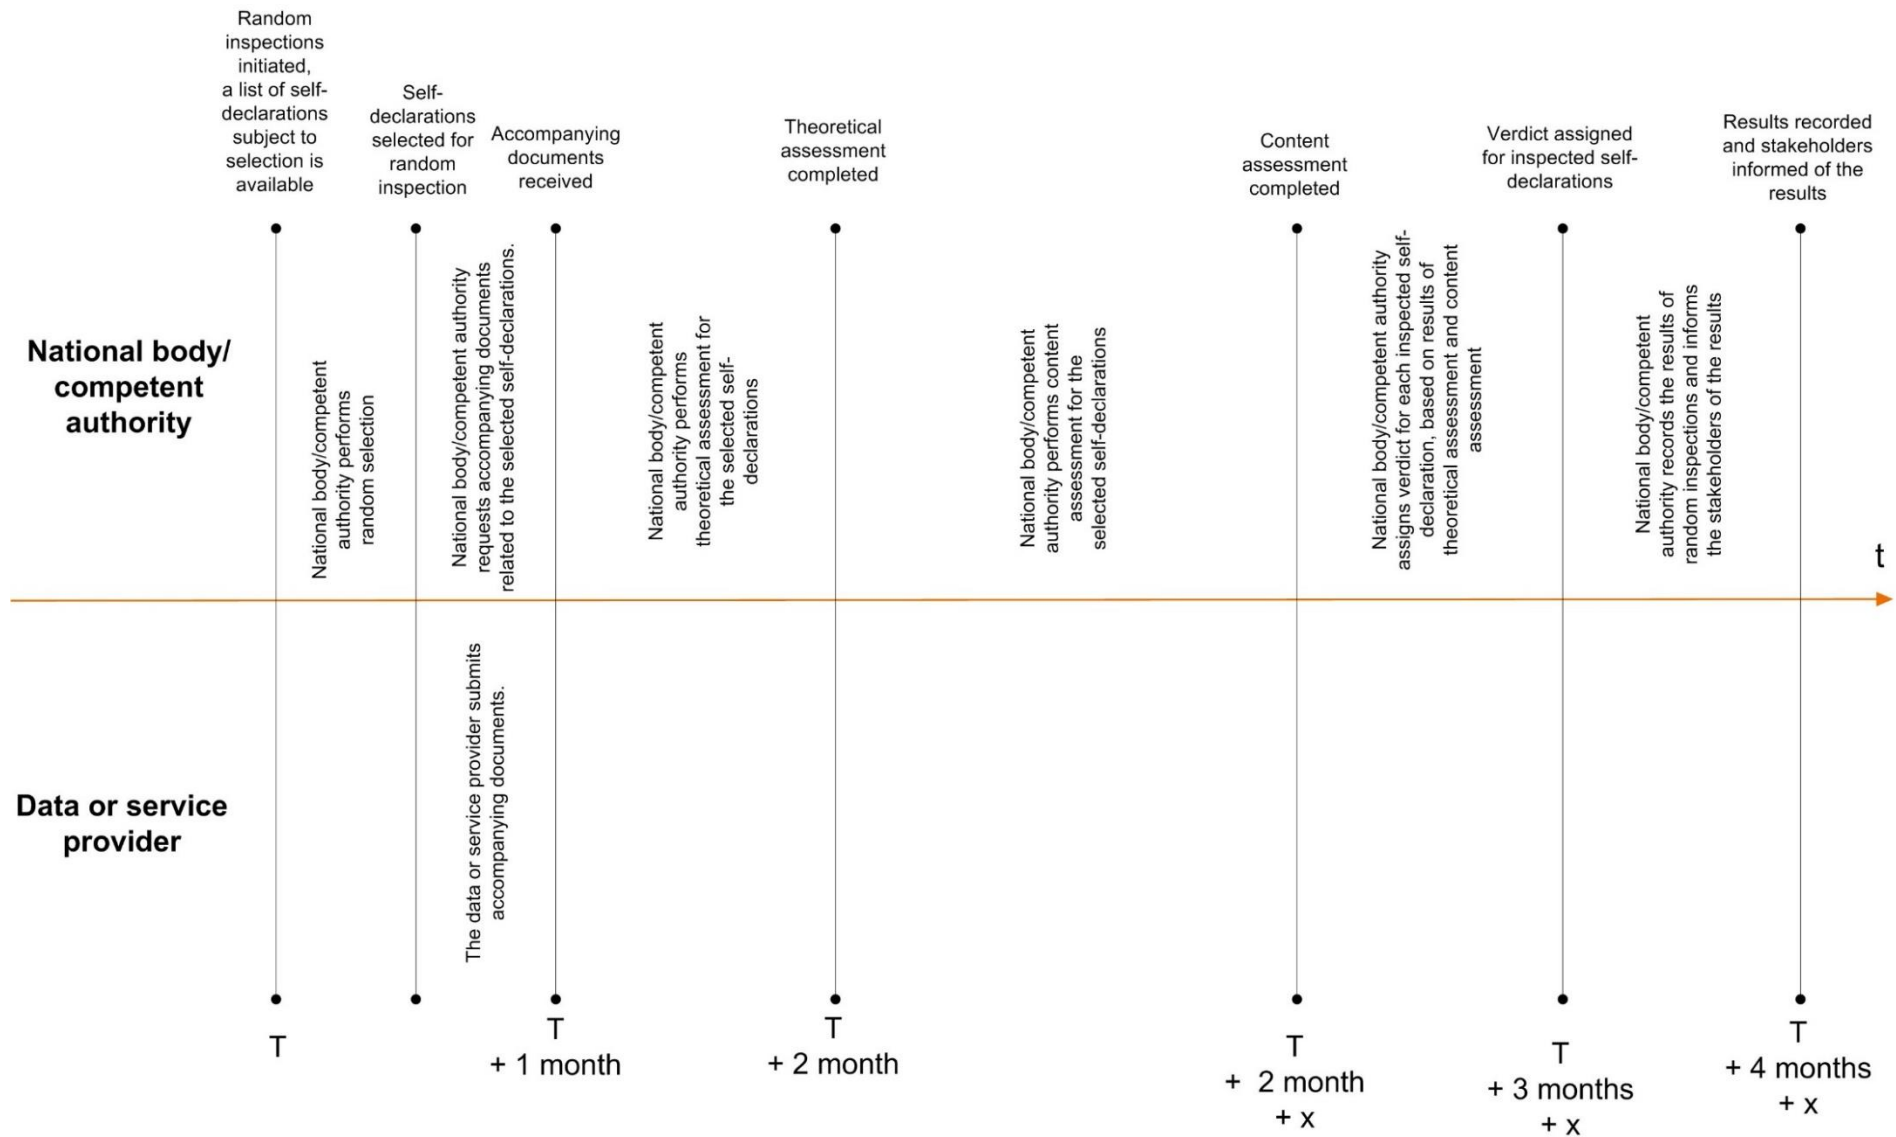 Random
inspections
initiated,
a list of self-
declarations
subject to
selection is
available
Self-
declarations
selected for
random
inspection
Accompanying
documents
received
Theoretical
assessment
completed
Content
assessment
completed
Verdict assigned
for inspected self-
declarations
Results recorded
and stakeholders
informed of the
results
National body/
competent
authority
National body/competent
authority performs
random selection
National body/competent authority
requests accompanying documents
related to the selected self-declarations.
National body/competent
authority performs
theoretical assessment for
the selected self-
declarations
National body/competent
authority performs content
assessment for the
selected self-declarations
National body/competent authority
assigns verdict for each inspected self-
declaration, based on results of
theoretical assessment and content
assessment
National body/competent
authority records the results of
random inspections and informs
the stakeholders of the results
t
Data or service
provider
The data or service provider submits
accompanying documents.
T
T
+ 1 month
T
+ 2 month
T
+ 2 month
+ x
T
+ 3 months
+ x
T
+ 4 months
+ x